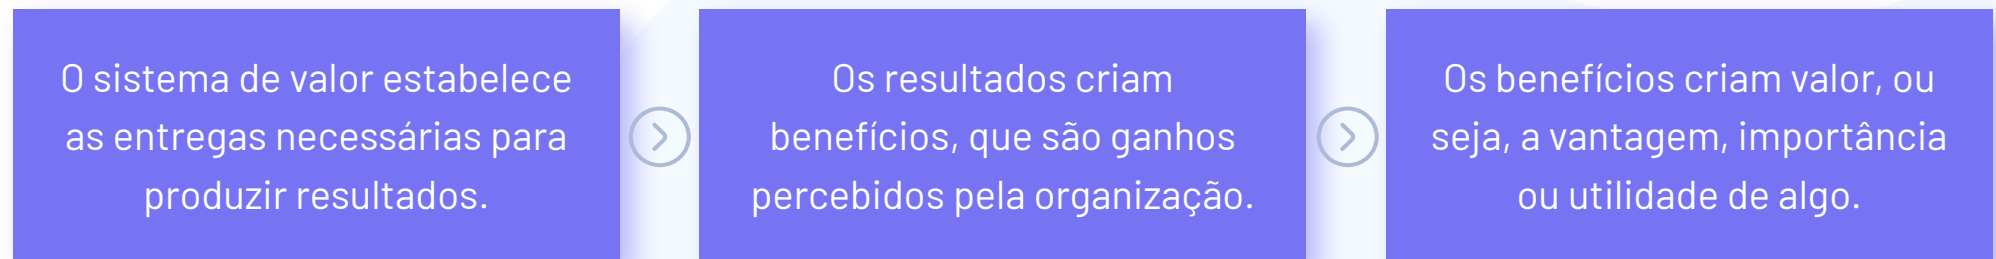 O sistema de valor estabelece
as entregas necessárias para
produzir resultados.
Os resultados criam
benefícios, que são ganhos
percebidos pela organização.
Os benefícios criam valor, ou
seja, a vantagem, importância
ou utilidade de algo.